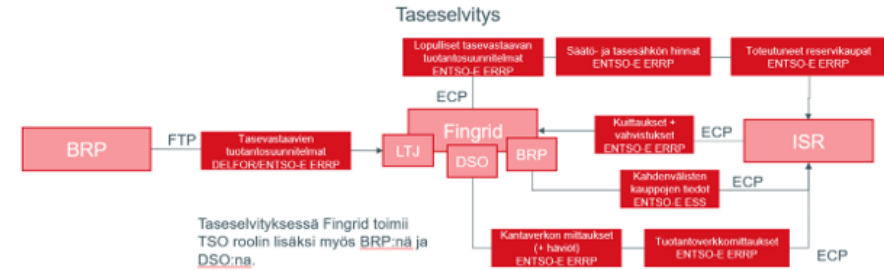 Taseselvitys
Lopulliset tasevastaavan
tuotantosuunnitelmat
ENTSO-E ERRP
Säätö- ja tasesähkön hinnat
ENTSO-E ERRP
Toteutuneet reservikaupat
ENTSO-E ERRP
ECP
BRP
FTP
Tasevastaavien
tuotantosuunnitelmat
DELFOR/ENTSO-E ERRP
Fingrid
LTJ
DSO
BRP
Kuittaukset +
vahvistukset
ENTSO-E ERRP
ECP
ISR
Kahdenvälisten
kauppojen tiedot
ENTSO-E ESS
ECP
Kantaverkon mittaukset
(+ häviöt)
ENTSO-E ERRP
Tuotantoverkkomittaukset
ENTSO-E ERRP
ECP
Taseselvityksessä Fingrid toimii
TSO roolin lisäksi myös BRP:nä ja
DSO:na.